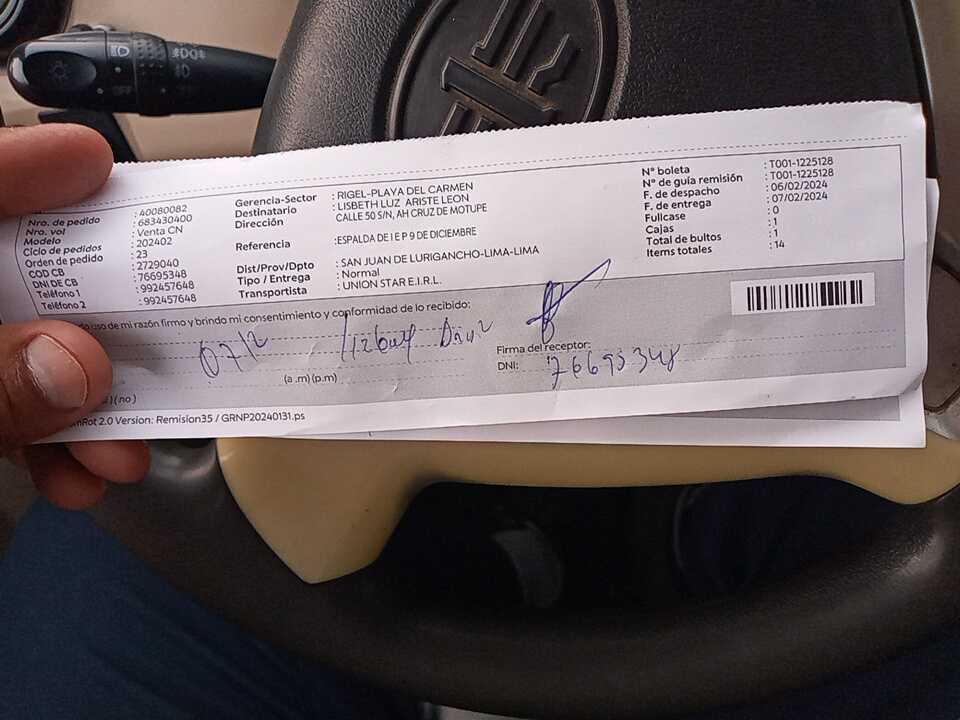 Nro. de pedido : 40080082
Nro. vol : 683430400
Modelo : Venta CN
Ciclo de pedidos : 202402
Orden de pedido : 23
COD CB : 2729040
DNI DE CB : 76695348
Teléfono 1 : 992457648
Teléfono 2 : 992457648
Gerencia-Sector : RIGEL-PLAYA DEL CARMEN
Destinatario : LISBETH LUZ ARISTE LEON
Dirección CALLE 50 S/N, AH CRUZ DE MOTUPE
Referencia : ESPALDA DE I E P 9 DE DICIEMBRE
Dist/Prov/Dpto : SAN JUAN DE LURIGANCHO-LIMA-LIMA
Tipo / Entrega : Normal
Transportista : UNION STAR E.I.R.L.
N° boleta : T001-1225128
N° de guía remisión : T001-1225128
F. de despacho : 06/02/2024
F. de entrega : 07/02/2024
Fullcase : 0
Cajas : 1
Total de bultos : 1
Items totales : 14
uso de mi razón firmo y brindo mi consentimiento y conformidad de lo recibido:
07/2
(a .m) (p.m)
Firma del receptor:
DNI: 76695348
(no)
Rot 2.0 Version: Remision35 / GRNP20240131.ps
OFF